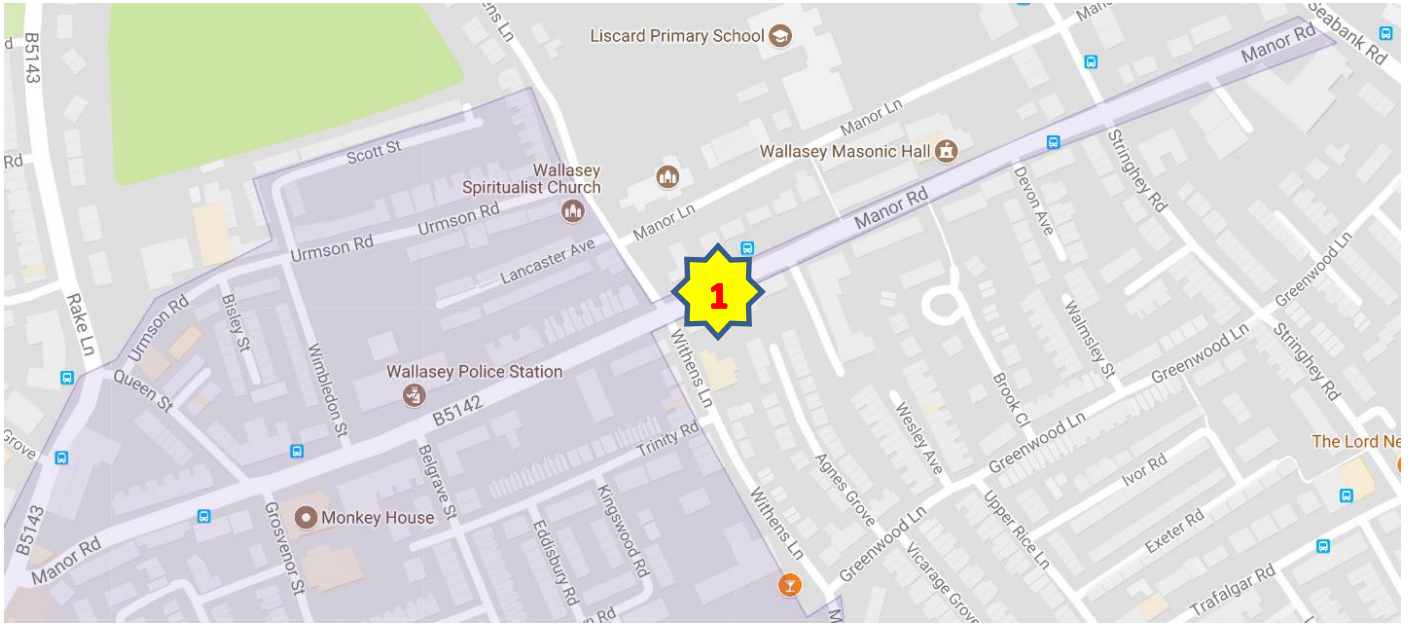 B5143
d
ens Ln
Liscard Primary School
Mano
Manor Rd
Seabank Rd
Rd
Scott St
Manor Ln
Wallasey Masonic Hall
Wallasey
Spiritualist Church
Stringhey Rd
Devon Ave
Manor Rd
Urmson Rd
Manor Ln
Urmson Rd
Lancaster Ave
Greenwood Ln
Rake Ln
Urmson Rd
Bisley St
1
Wimbledon St
Withens Ln
Walmsley St
Stringhey Rd
Greenwood Ln
Queen St
Wallasey Police Station
B5142
Brook Cl
Wesley Ave
Grove
Belgrave St
Trinity Rd
Greenwood Ln
The Lord Ne
Agnes Grove
Ivor Rd
B5143
Monkey House
Grosvenor St
Kingswood Rd
Withens Ln
Upper Rice Ln
Exeter Rd
Manor Rd
Eddisbury Rd
Greenwood Ln
Vicarage Grove
Trafalgar Rd
n Rd
M